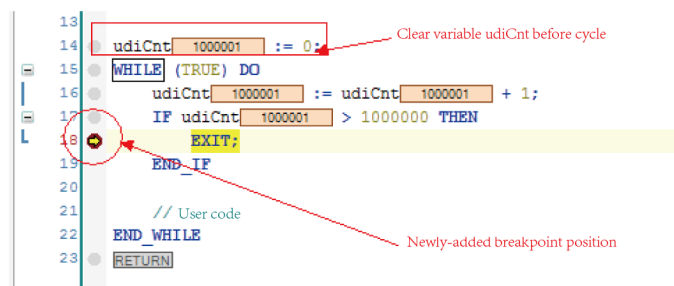 13
Clear variable udiCnt before cycle
14 udiCnt 1000001 := 0;
15 WHILE (TRUE) DO
16 udiCnt 1000001 := udiCnt 1000001 + 1;
17 IF udiCnt 1000001 > 1000000 THEN
18 EXIT;
19 END_IF
20
21 // User code
22 END_WHILE
Newly-added breakpoint position
23 RETURN